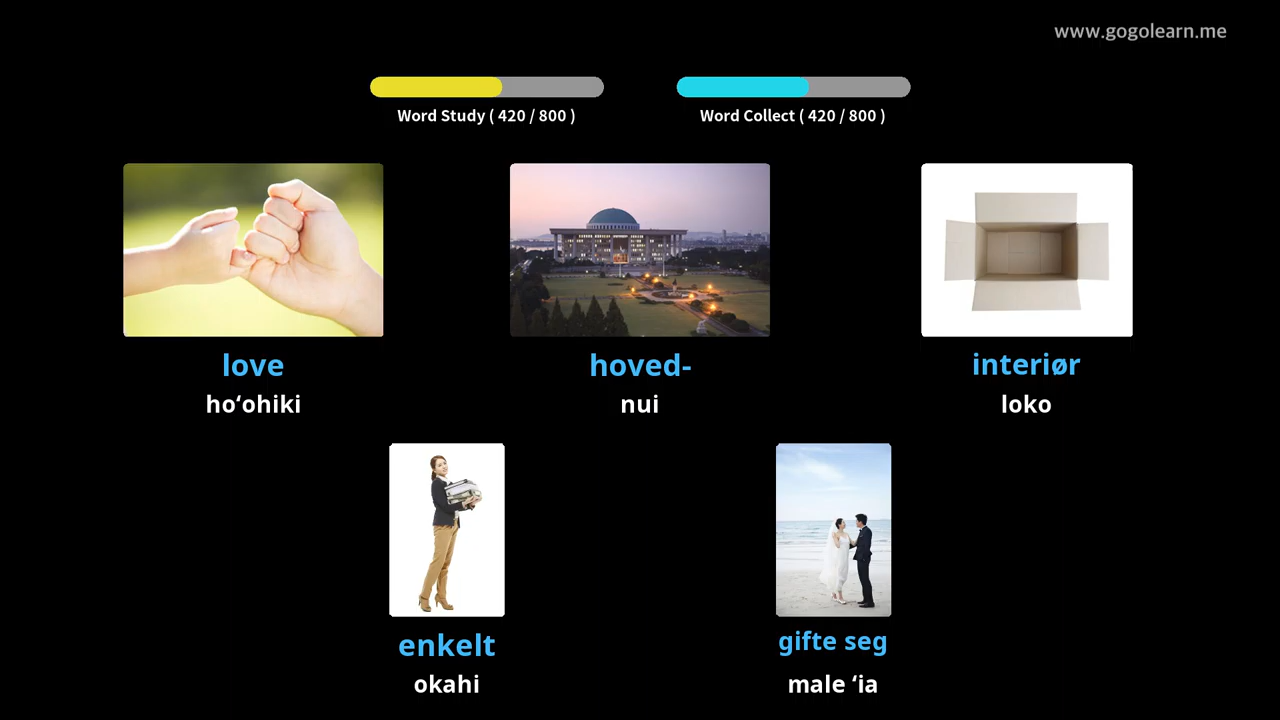 www.gogolearn.me
Word Study ( 420 / 800 )
Word Collect ( 420 / 800 )
love
hoʻohiki
hoved-
nui
interiør
loko
enkelt
okahi
gifte seg
male ʻia